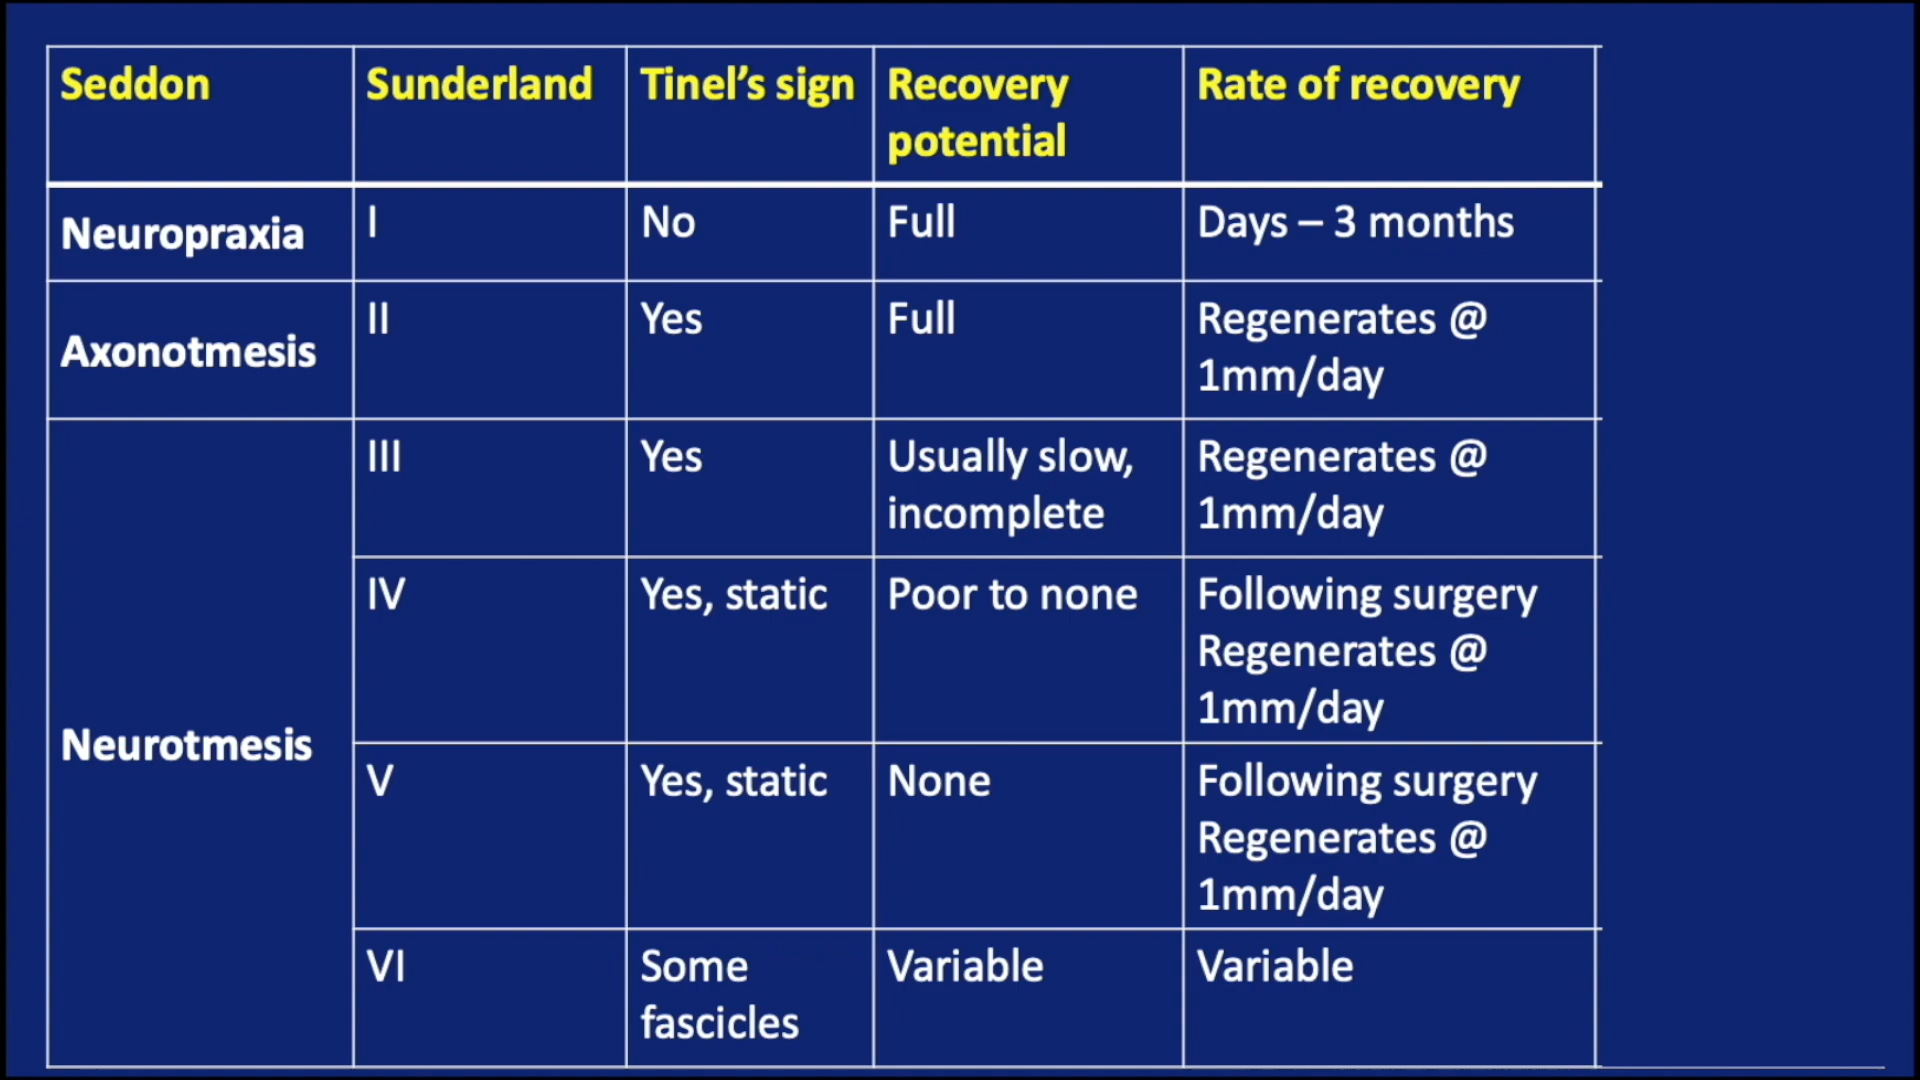 Seddon
Sunderland
Tinel’s sign
Recovery
potential
Rate of recovery
Neuropraxia
I
No
Full
Days – 3 months
Axonotmesis
II
Yes
Full
Regenerates @
1mm/day
Neurotmesis
III
Yes
Usually slow,
incomplete
Regenerates @
1mm/day
IV
Yes, static
Poor to none
Following surgery
Regenerates @
1mm/day
V
Yes, static
None
Following surgery
Regenerates @
1mm/day
VI
Some
fascicles
Variable
Variable